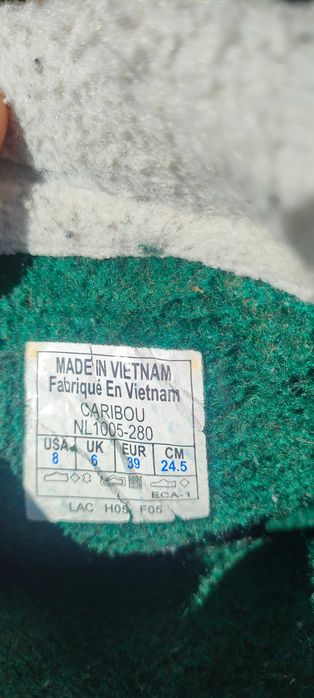 MADE IN VIETNAM
Fabriqué En Vietnam
CARIBOU
NL1005-280
USA UK EUR CM
8 6 39 24.5
ECA-1
LAC H05 F05